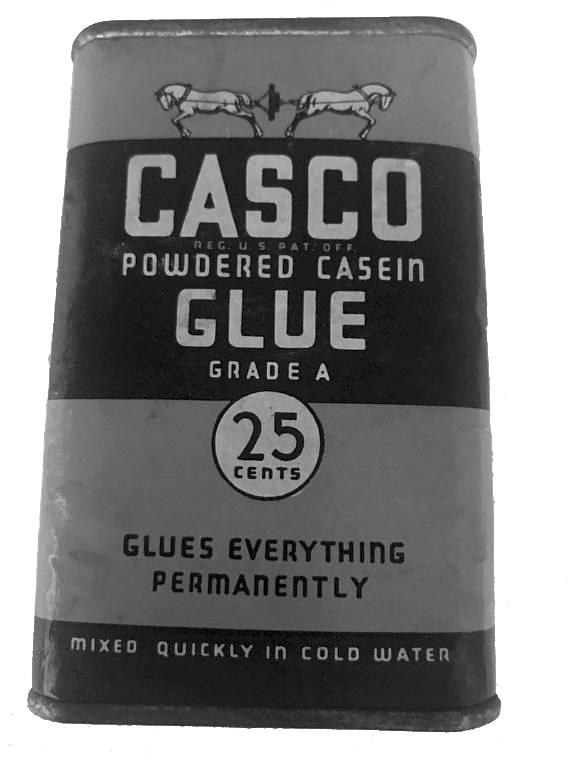 CASCO
REG. U.S. PAT. OFF.
POWDERED CASEIN
GLUE
GRADE A
25
CENTS
GLUES EVERYTHING
PERMANENTLY
MIXED QUICKLY IN COLD WATER